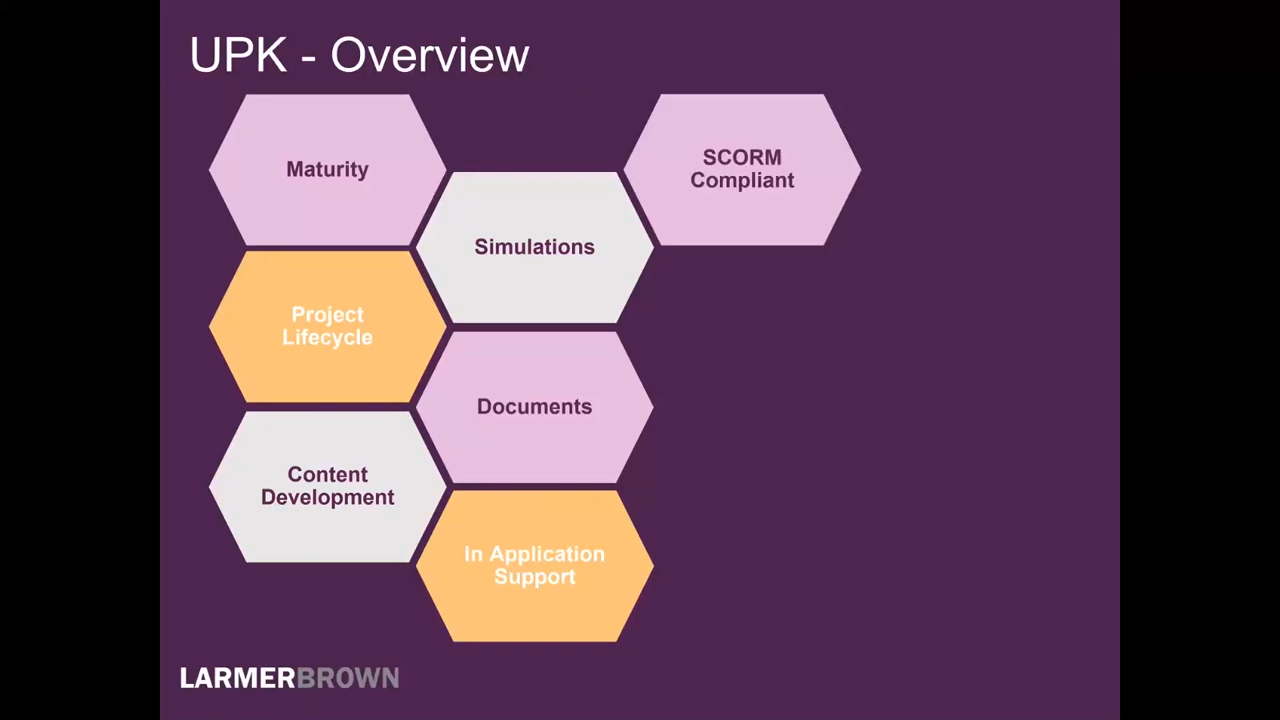 UPK - Overview
Maturity
Project
Lifecycle
Content
Development
Simulations
Documents
In Application
Support
SCORM
Compliant
LARMERBROWN